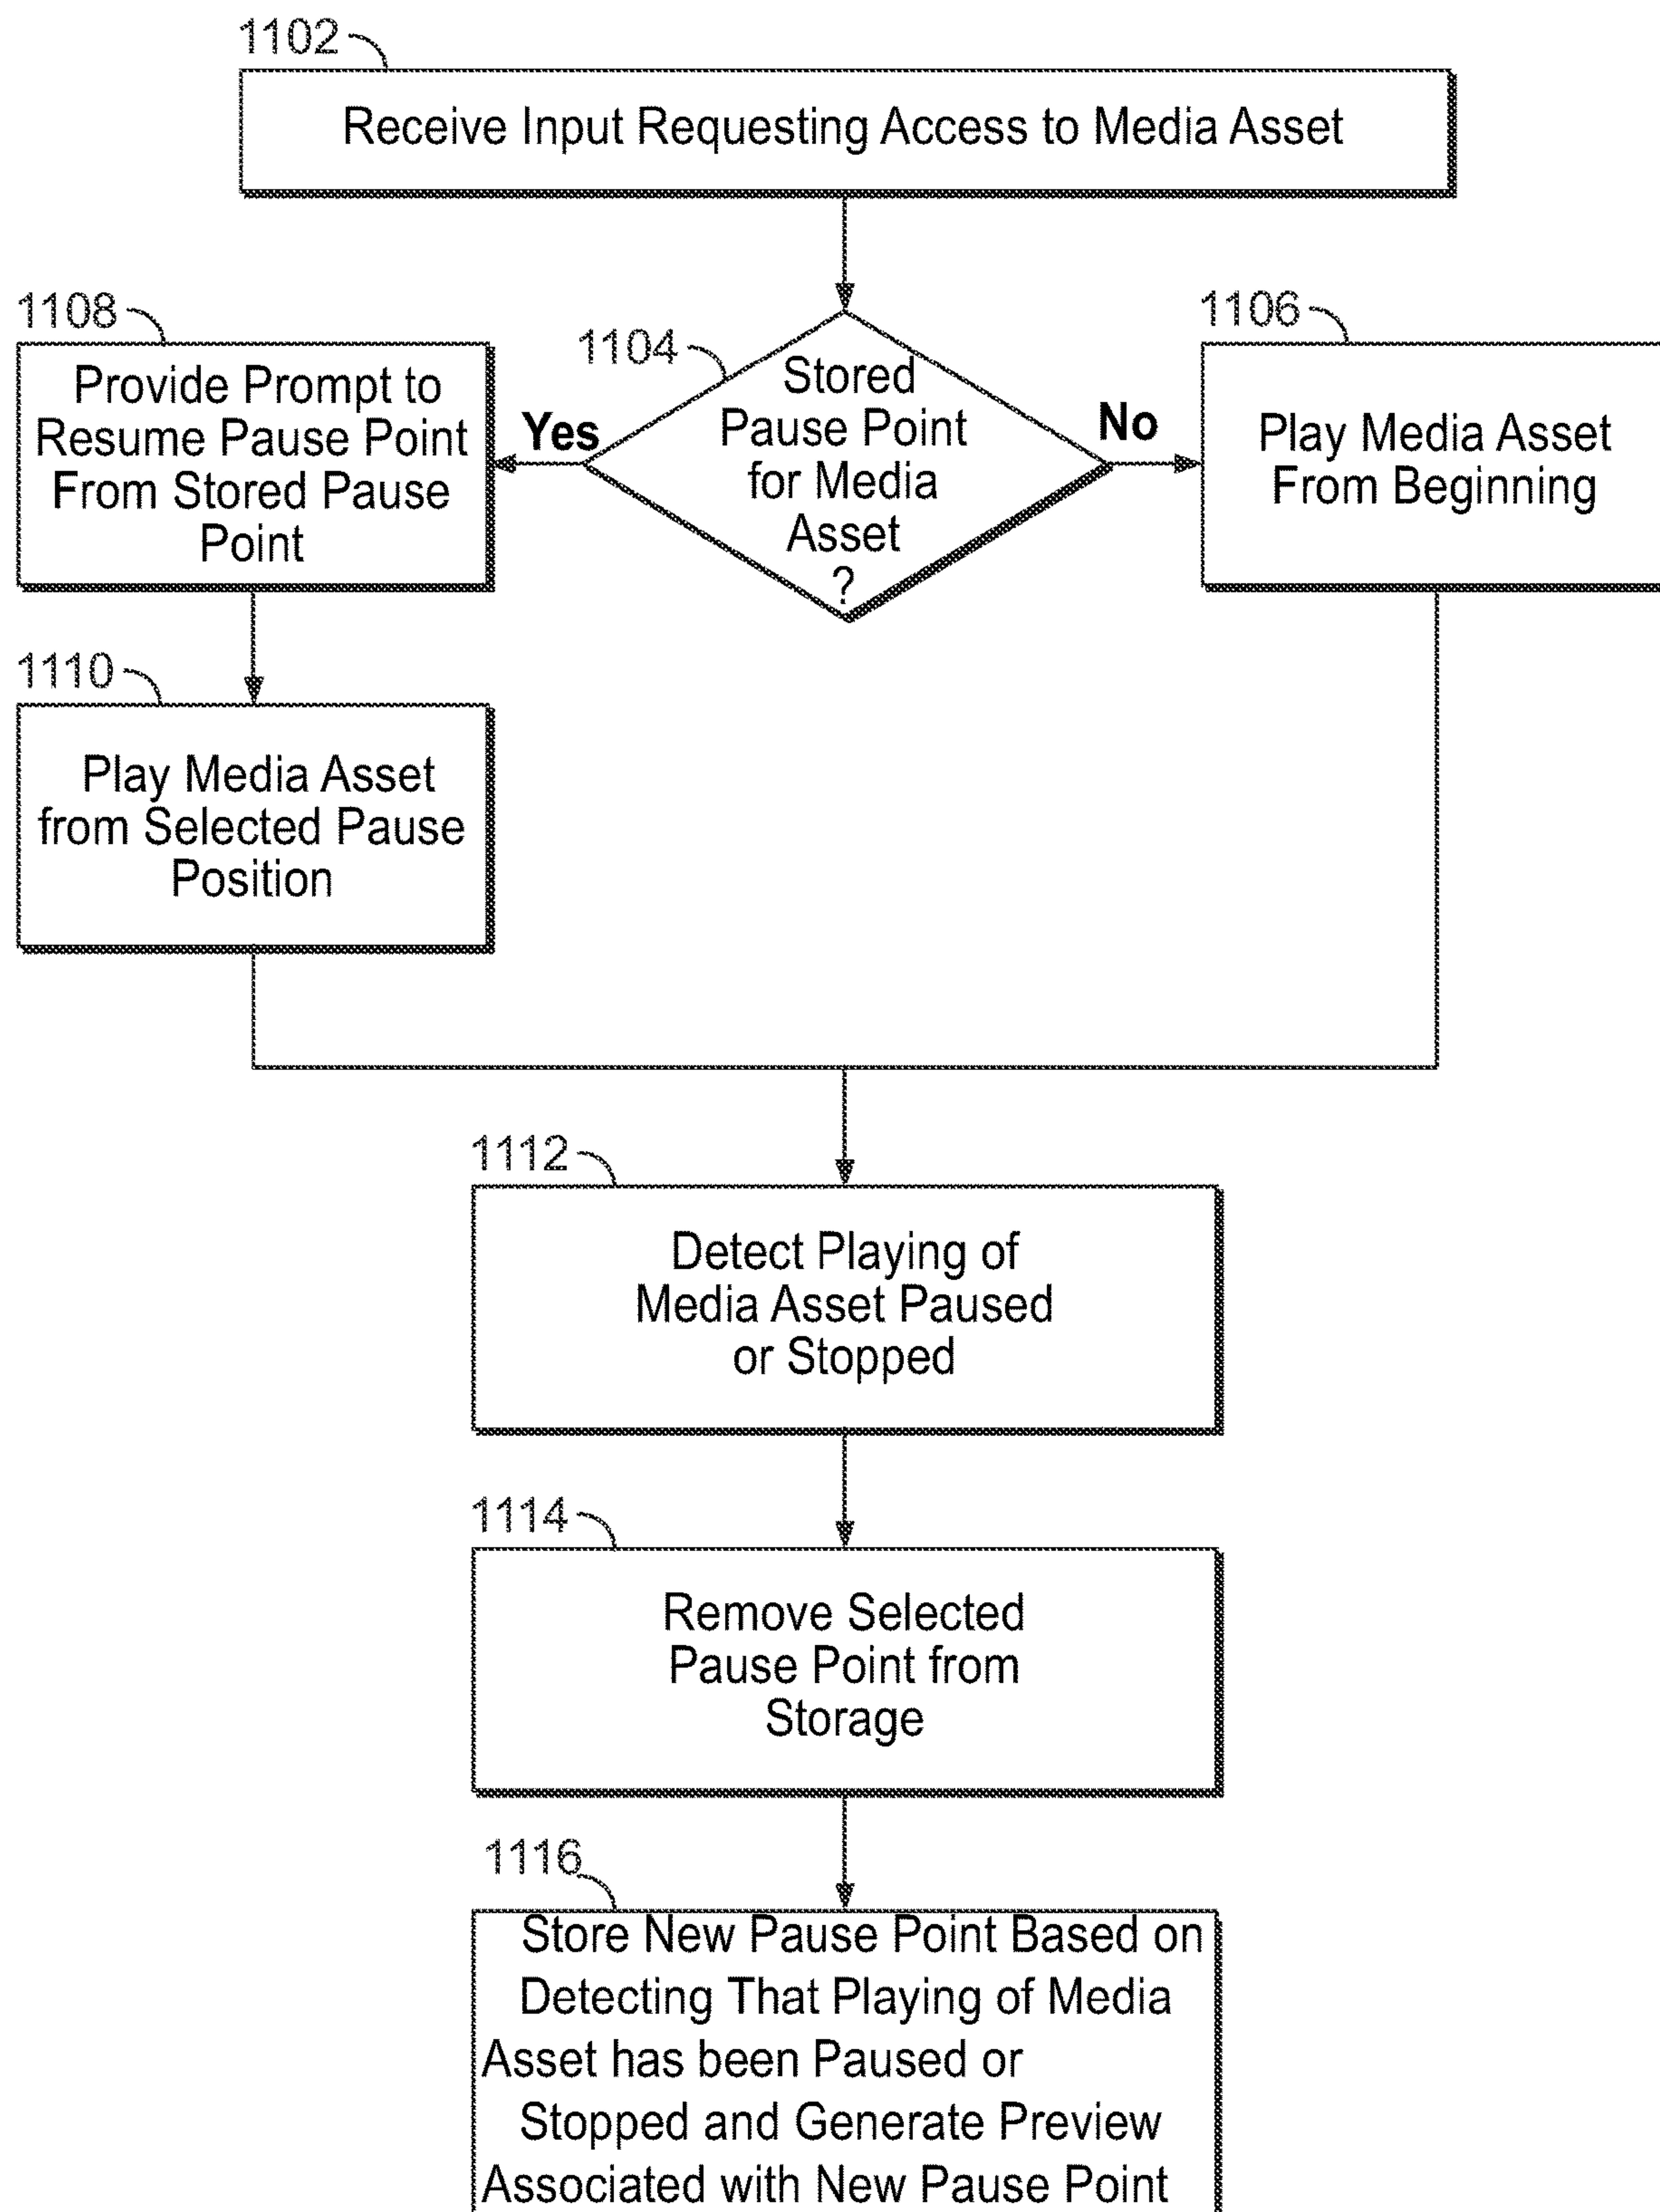 1102
Receive Input Requesting Access to Media Asset
1108
Provide Prompt to
Resume Pause Point
From Stored Pause
Point
Yes
1104
Stored
Pause Point
for Media
Asset
?
No
1106
Play Media Asset
From Beginning
1110
Play Media Asset
from Selected Pause
Position
1112
Detect Playing of
Media Asset Paused
or Stopped
1114
Remove Selected
Pause Point from
Storage
1116
Store New Pause Point Based on
Detecting That Playing of Media
Asset has been Paused or
Stopped and Generate Preview
Associated with New Pause Point